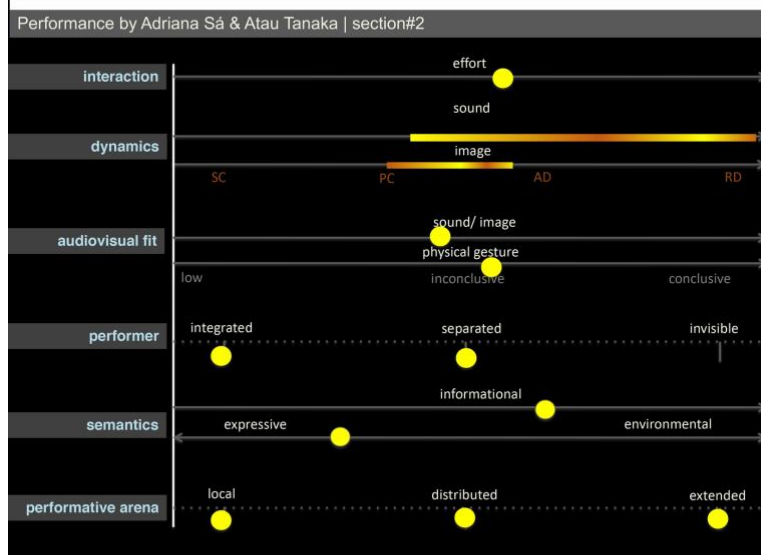 Performance by Adriana Sá & Atau Tanaka | section#2
effort
interaction
sound
dynamics
image
SC PC AD RD
sound/ image
audiovisual fit
physical gesture
low inconclusive conclusive
integrated separated invisible
performer
informational
semantics
expressive environmental
local distributed extended
performative arena